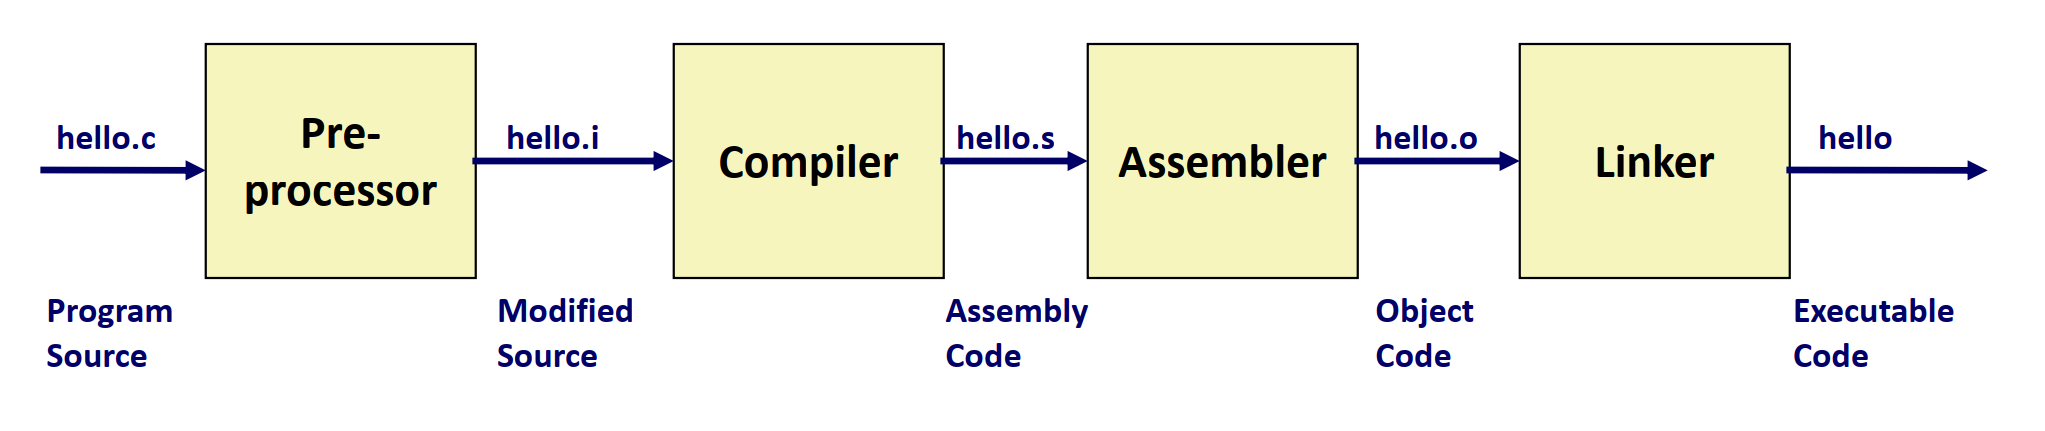 hello.c
Pre-
processor
hello.i
Compiler
hello.s
Assembler
hello.o
Linker
hello
Program
Source
Modified
Source
Assembly
Code
Object
Code
Executable
Code